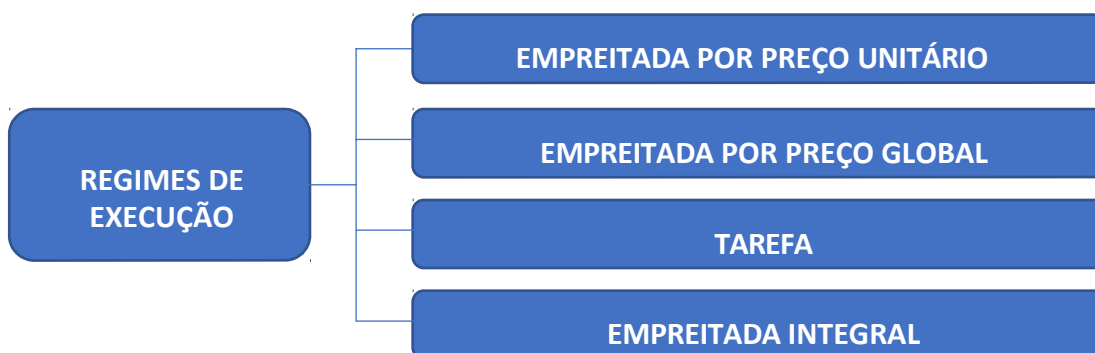 REGIMES DE
EXECUÇÃO
EMPREITADA POR PREÇO UNITÁRIO
EMPREITADA POR PREÇO GLOBAL
TAREFA
EMPREITADA INTEGRAL